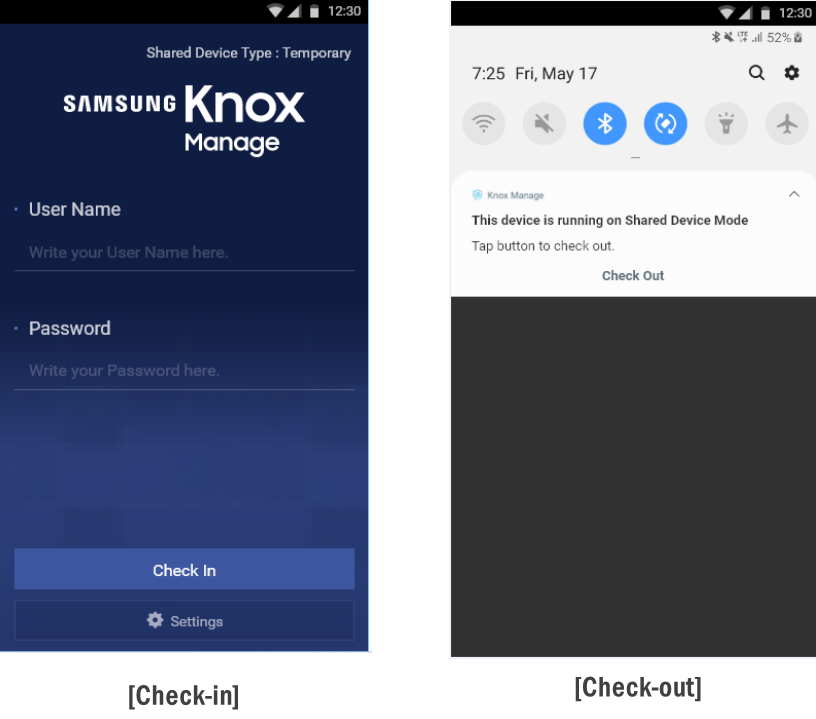 12:30
Shared Device Type : Temporary
SAMSUNG Knox
Manage
User Name
Write your User Name here.
Password
Write your Password here.
Check In
Settings
[Check-in]
12:30
LTE 52%
7:25 Fri, May 17
Knox Manage
This device is running on Shared Device Mode
Tap button to check out.
Check Out
[Check-out]